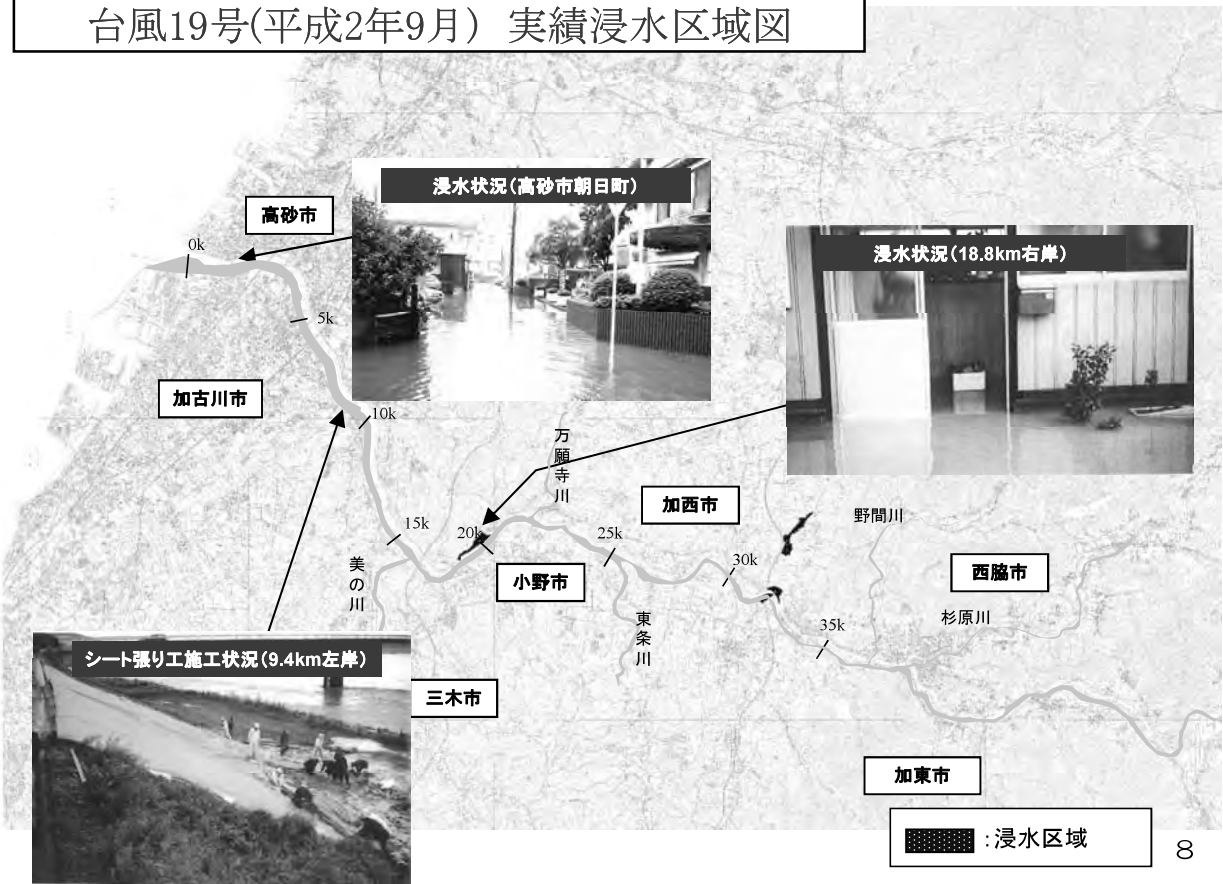 台風19号(平成2年9月) 実績浸水区域図
浸水状況(高砂市朝日町)
高砂市
0k
浸水状況(18.8km右岸)
5k
加古川市
10k
万願寺川
加西市
野間川
15k
20k
25k
30k
美の川
小野市
西脇市
東条川
杉原川
35k
シート張り工施工状況(9.4km左岸)
三木市
加東市
:浸水区域
8